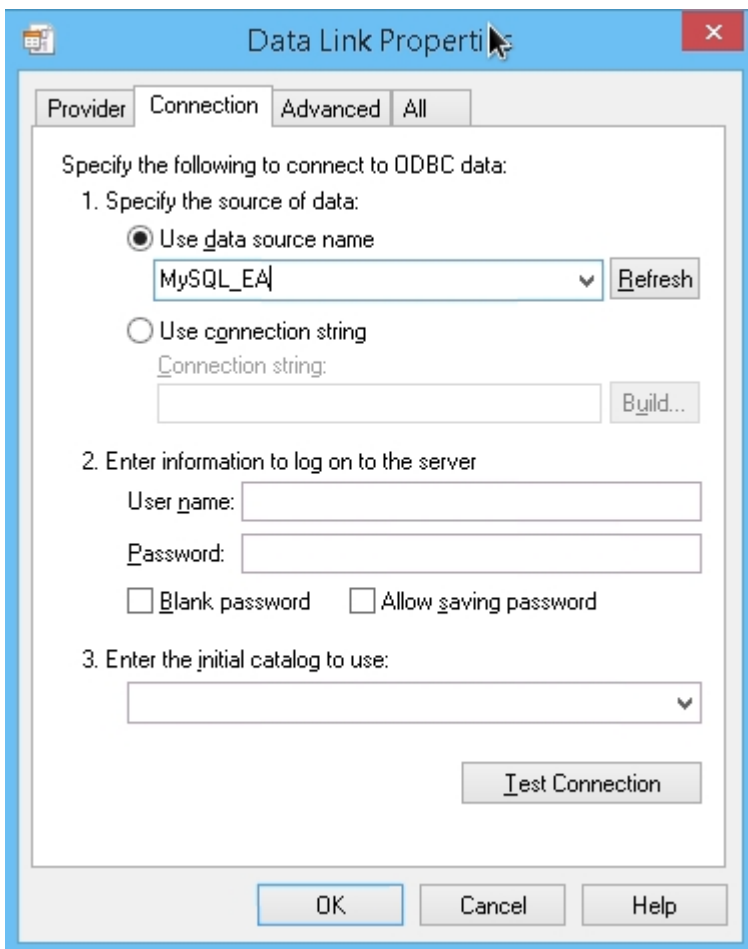 Data Link Properties
Provider Connection Advanced All
Specify the following to connect to ODBC data:
1. Specify the source of data:
Use data source name
MySQL_EA Refresh
Use connection string
Connection string:
Build...
2. Enter information to log on to the server
User name:
Password:
Blank password Allow saving password
3. Enter the initial catalog to use:
Test Connection
OK Cancel Help